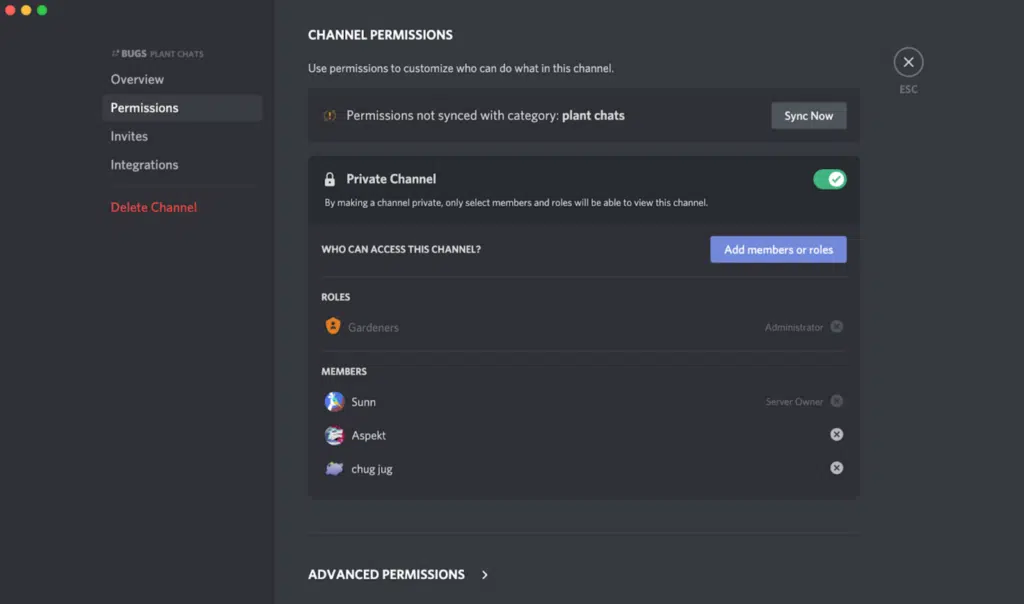 BUGS PLANT CHATS
Overview
Permissions
Invites
Integrations
Delete Channel
CHANNEL PERMISSIONS
Use permissions to customize who can do what in this channel.
Permissions not synced with category: plant chats
Sync Now
ESC
Private Channel
By making a channel private, only select members and roles will be able to view this channel.
WHO CAN ACCESS THIS CHANNEL?
Add members or roles
ROLES
Gardeners
Administrator
MEMBERS
Sunn
Server Owner
Aspekt
chug jug
ADVANCED PERMISSIONS